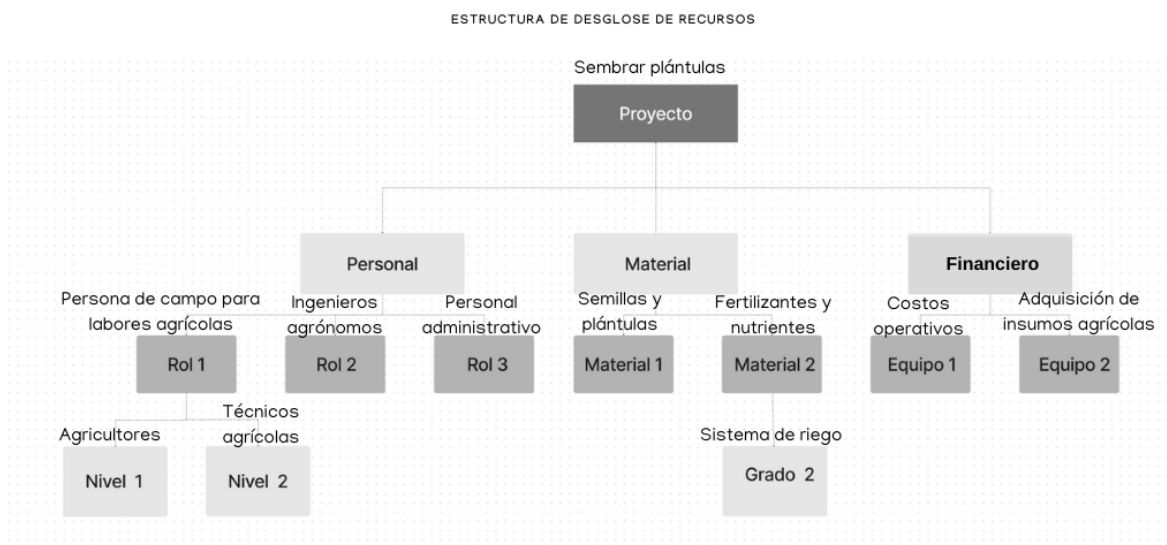 ESTRUCTURA DE DESGLOSE DE RECURSOS
Sembrar plántulas
Proyecto
Personal
Material
Financiero
Persona de campo para
labores agrícolas
Ingenieros
agrónomos
Personal
administrativo
Semillas y
plántulas
Fertilizantes y
nutrientes
Costos
operativos
Adquisición de
insumos agrícolas
Rol 1
Rol 2
Rol 3
Material 1
Material 2
Equipo 1
Equipo 2
Agricultores
Técnicos
agrícolas
Sistema de riego
Nivel 1
Nivel 2
Grado 2